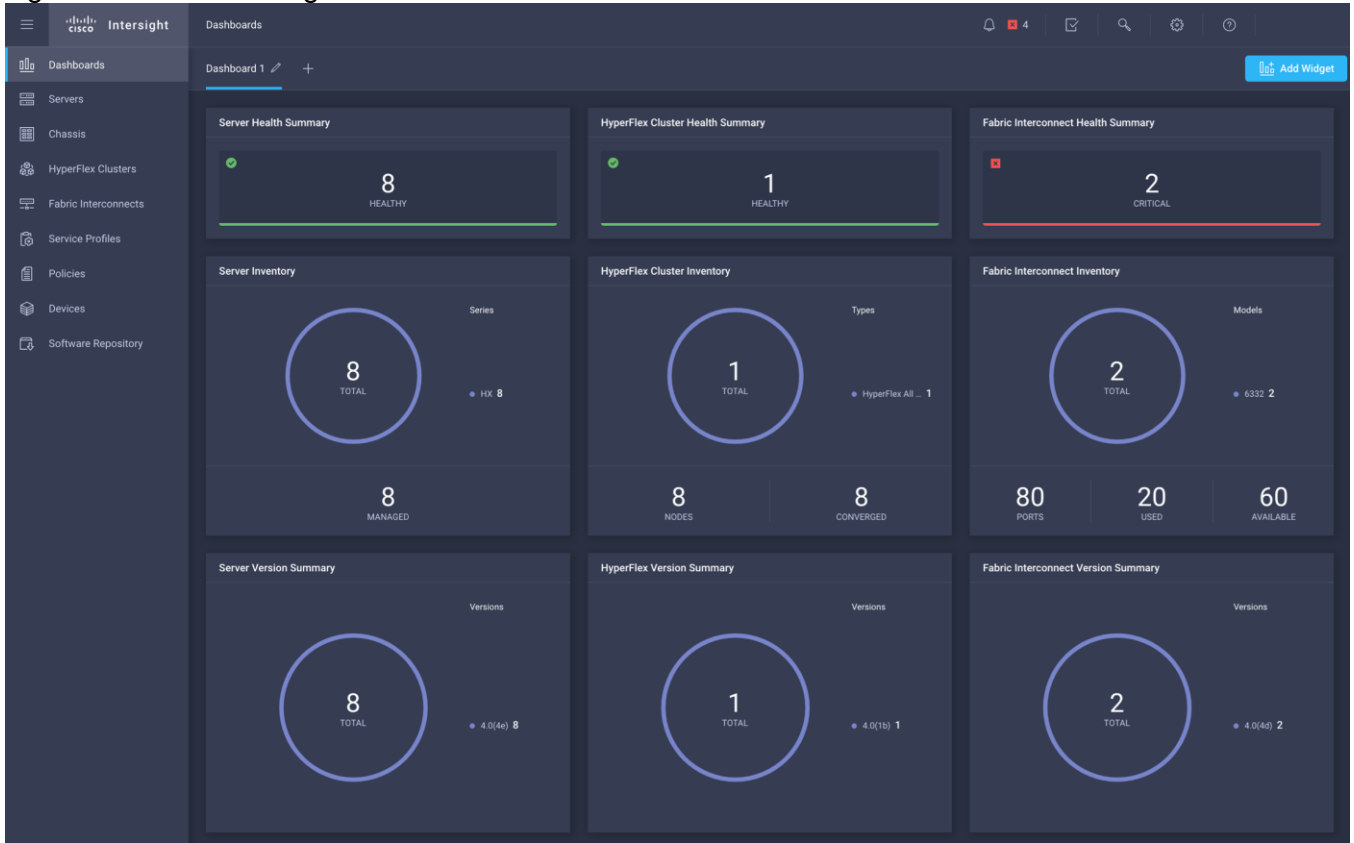 cisco Intersight
Dashboards
4
Dashboards
Servers
Chassis
HyperFlex Clusters
Fabric Interconnects
Service Profiles
Policies
Devices
Software Repository
Dashboard 1
Add Widget
Server Health Summary
8
HEALTHY
HyperFlex Cluster Health Summary
1
HEALTHY
Fabric Interconnect Health Summary
2
CRITICAL
Server Inventory
Series
8
TOTAL
HX 8
8
MANAGED
HyperFlex Cluster Inventory
Types
1
TOTAL
HyperFlex All ... 1
8
NODES
8
CONVERGED
Fabric Interconnect Inventory
Models
2
TOTAL
6332 2
80
PORTS
20
USED
60
AVAILABLE
Server Version Summary
Versions
8
TOTAL
4.0(4e) 8
HyperFlex Version Summary
Versions
1
TOTAL
4.0(1b) 1
Fabric Interconnect Version Summary
Versions
2
TOTAL
4.0(4d) 2